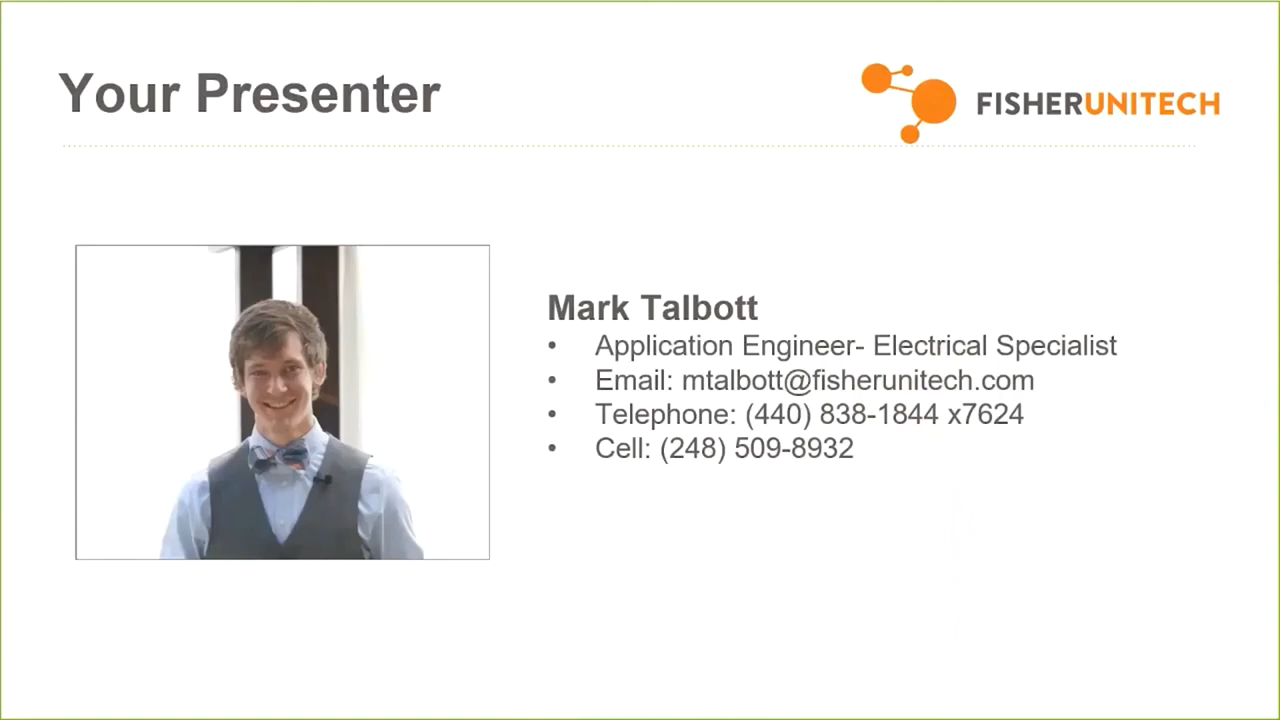 Your Presenter
FISHERUNITECH
Mark Talbott
• Application Engineer- Electrical Specialist
• Email: mtalbott@fisherunitech.com
• Telephone: (440) 838-1844 x7624
• Cell: (248) 509-8932